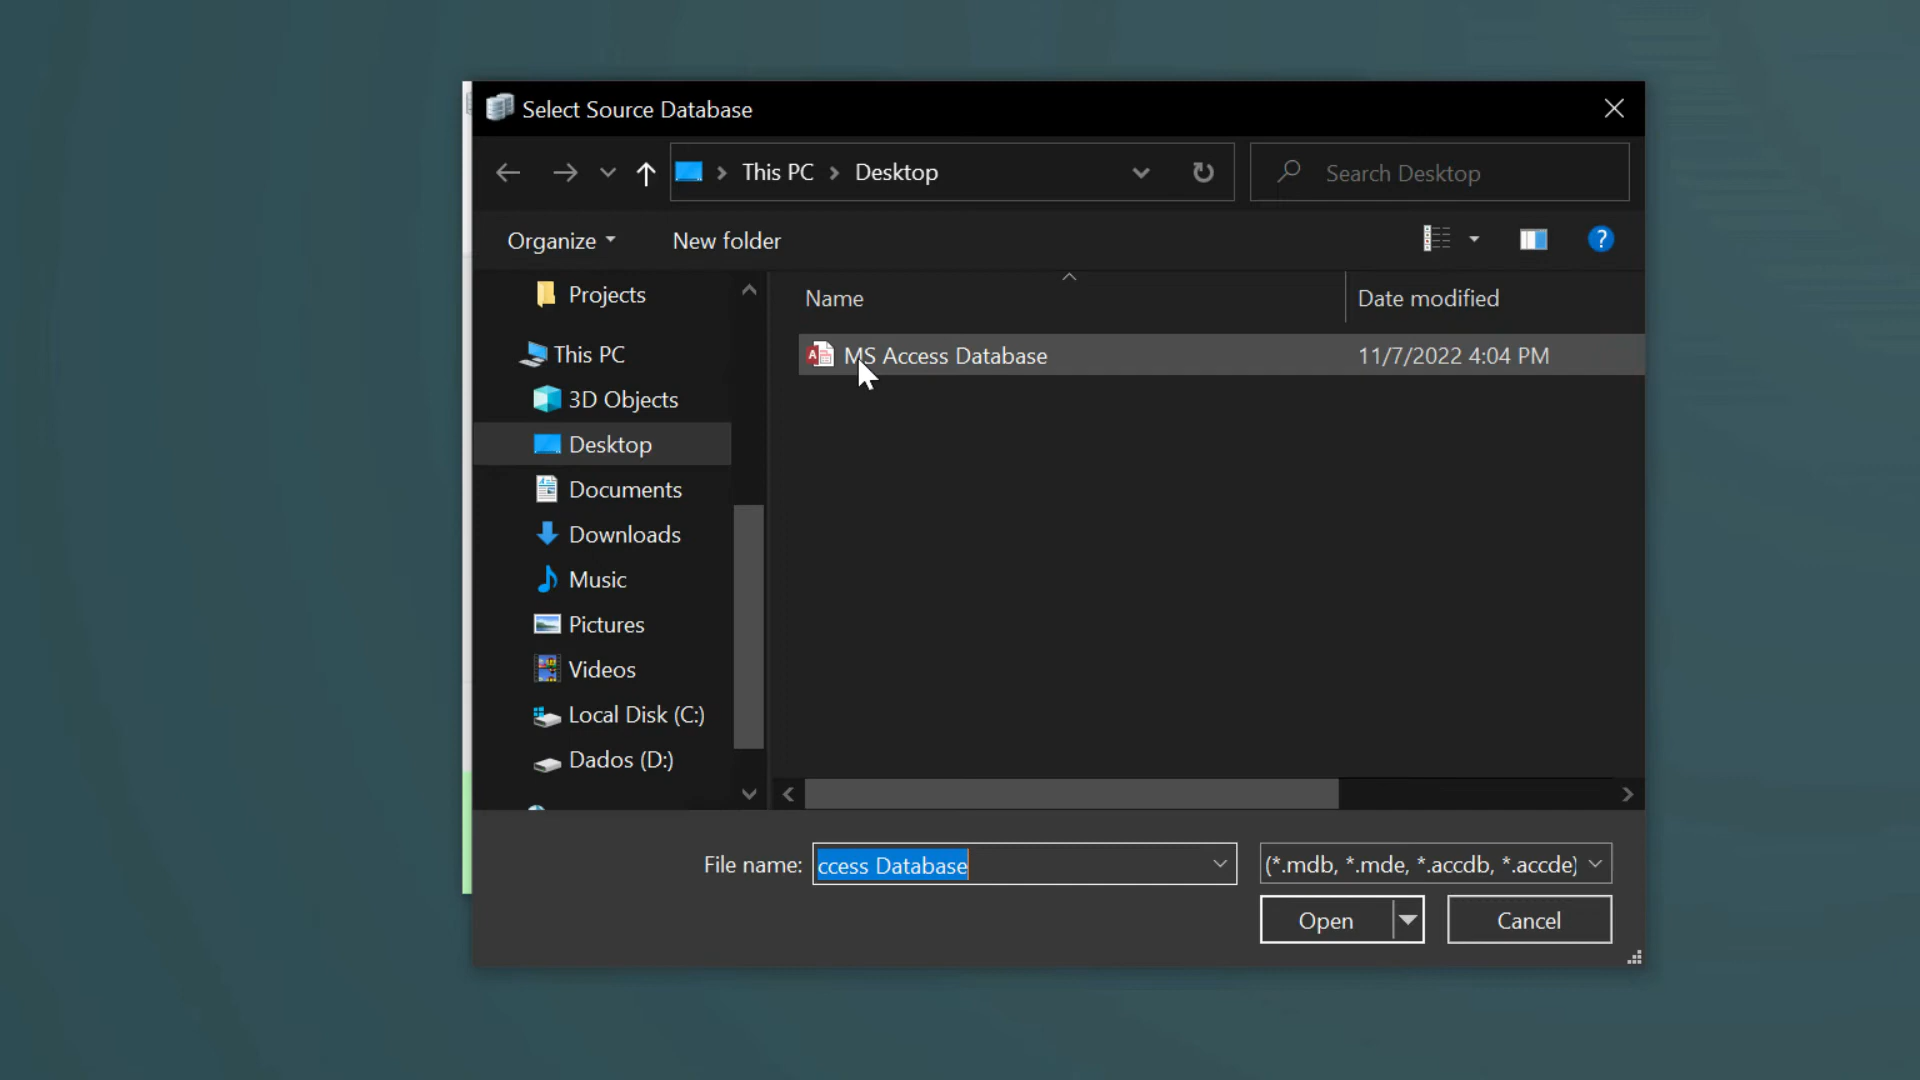 Select Source Database
This PC > Desktop
Search Desktop
Organize
New folder
?
Projects
This PC
3D Objects
Desktop
Documents
Downloads
Music
Pictures
Videos
Local Disk (C:)
Dados (D:)
Name
Date modified
MS Access Database
11/7/2022 4:04 PM
File name:
ccess Database
(*.mdb, *.mde, *.accdb, *.accde)
Open
Cancel